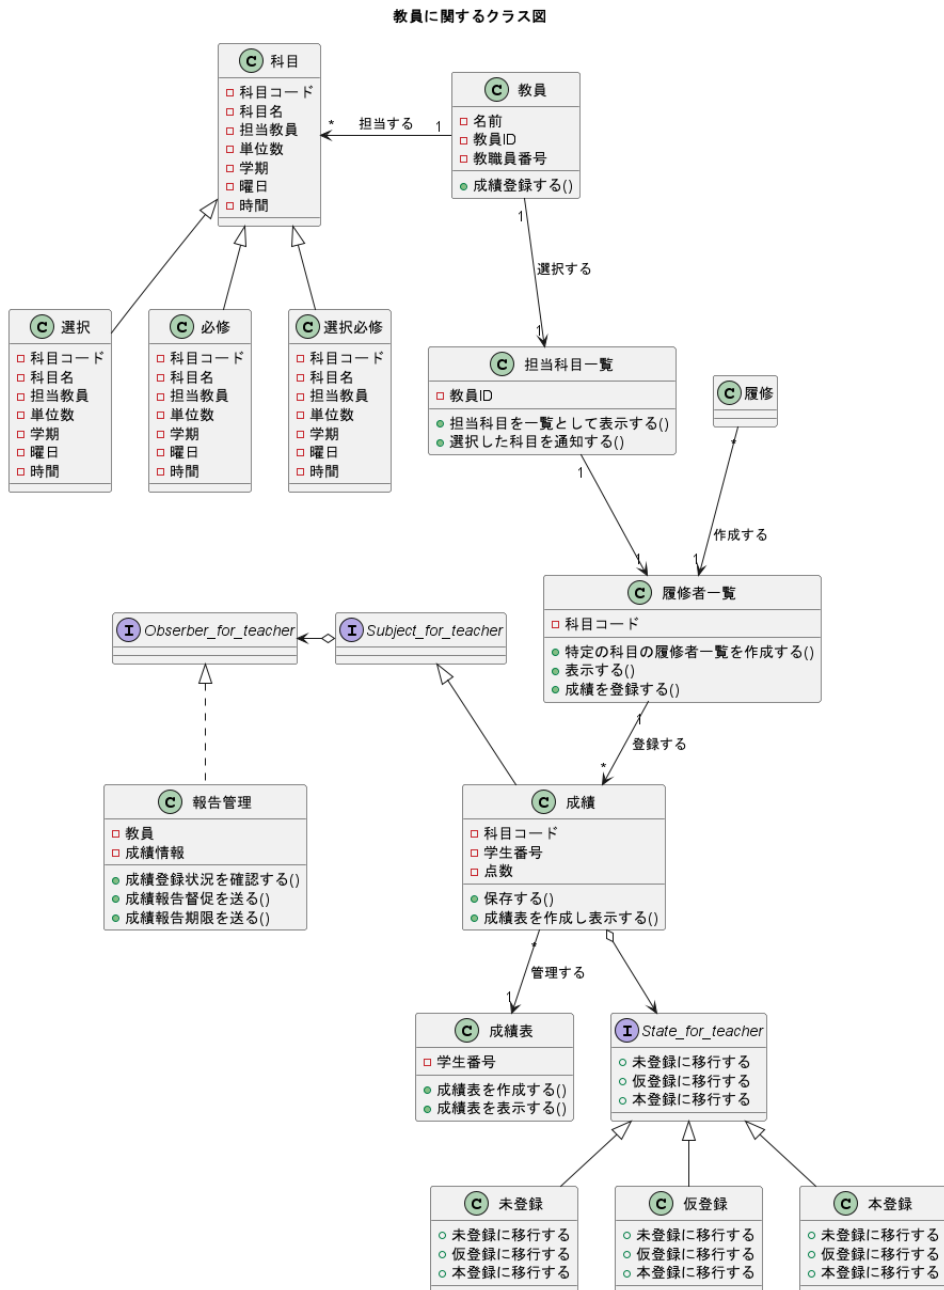 教員に関するクラス図
C 科目
科目コード
科目名
担当教員
単位数
学期
曜日
時間
* 担当する 1
C 教員
名前
教員ID
教職員番号
成績登録する()
1
選択する
1
C 選択
科目コード
科目名
担当教員
単位数
学期
曜日
時間
C 必修
科目コード
科目名
担当教員
単位数
学期
曜日
時間
C 選択必修
科目コード
科目名
担当教員
単位数
学期
曜日
時間
C 担当科目一覧
教員ID
担当科目を一覧として表示する()
選択した科目を通知する()
C 履修
*
作成する
1
1
1
C 履修者一覧
科目コード
特定の科目の履修者一覧を作成する()
表示する()
成績を登録する()
I Obserber_for_teacher
I Subject_for_teacher
1
登録する
*
C 報告管理
教員
成績情報
成績登録状況を確認する()
成績報告督促を送る()
成績報告期限を送る()
C 成績
科目コード
学生番号
点数
保存する()
成績表を作成し表示する()
*
管理する
1
C 成績表
学生番号
成績表を作成する()
成績表を表示する()
I State_for_teacher
未登録に移行する
仮登録に移行する
本登録に移行する
C 未登録
未登録に移行する
仮登録に移行する
本登録に移行する
C 仮登録
未登録に移行する
仮登録に移行する
本登録に移行する
C 本登録
未登録に移行する
仮登録に移行する
本登録に移行する